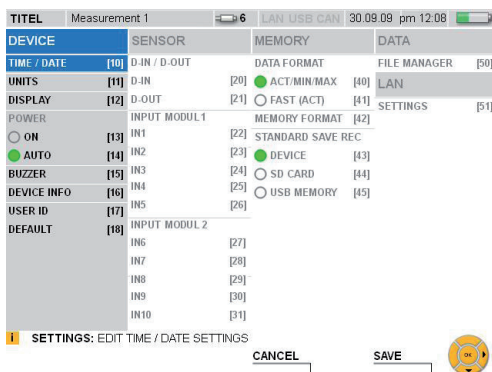 TITEL Measurement 1 6 LAN USB CAN 30.09.09 pm 12:08
DEVICE
TIME / DATE [10]
UNITS [11]
DISPLAY [12]
POWER
ON [13]
AUTO [14]
BUZZER [15]
DEVICE INFO [16]
USER ID [17]
DEFAULT [18]
SENSOR
D-IN / D-OUT
D-IN [20]
D-OUT [21]
INPUT MODUL1
IN1 [22]
IN2 [23]
IN3 [24]
IN4 [25]
IN5 [26]
INPUT MODUL 2
IN6 [27]
IN7 [28]
IN8 [29]
IN9 [30]
IN10 [31]
MEMORY
DATA FORMAT
ACT/MIN/MAX [40]
FAST (ACT) [41]
MEMORY FORMAT [42]
STANDARD SAVE REC
DEVICE [43]
SD CARD [44]
USB MEMORY [45]
DATA
FILE MANAGER [50]
LAN
SETTINGS [51]
i SETTINGS: EDIT TIME / DATE SETTINGS
CANCEL SAVE
OK